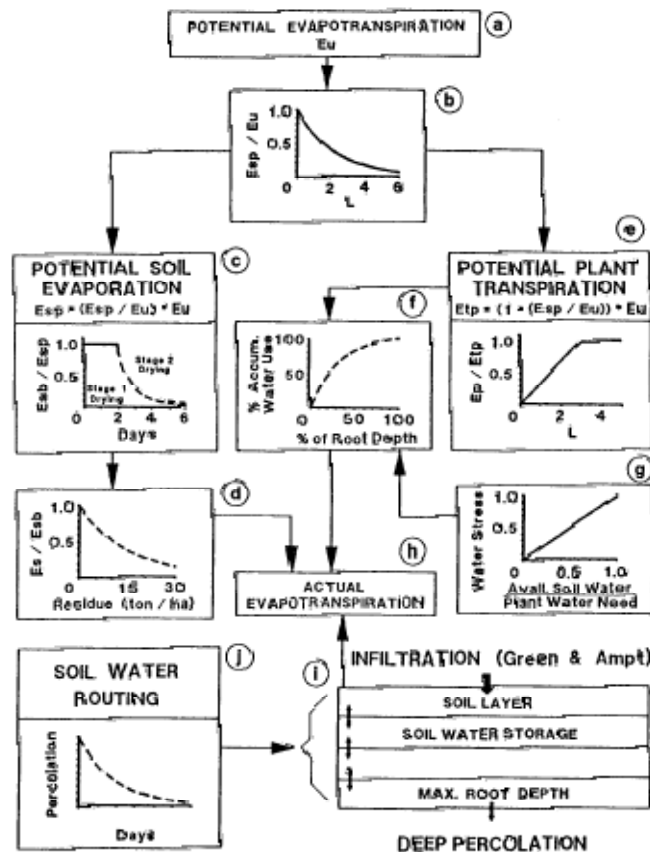 POTENTIAL EVAPOTRANSPIRATION
Eu
a
b
Esp / Eu
1.0
0.5
0
2
4
6
L
c
POTENTIAL SOIL
EVAPORATION
Esp = (Esp / Eu) * Eu
Esb / Esp
1.0
0.5
Stage 1
Drying
Stage 2
Drying
0
2
6
Days
e
POTENTIAL PLANT
TRANSPIRATION
Etp = (1 - (Esp / Eu)) * Eu
Ep / Etp
1.0
0.5
0
2
4
L
f
% Accum.
Water Use
100
50
0
50
100
% of Root Depth
d
Es / Esb
1.0
0.5
0
15
30
Residue (ton / ha)
g
Water Stress
1.0
0.5
0
0.5
1.0
Avail. Soil Water
Plant Water Need
h
ACTUAL
EVAPOTRANSPIRATION
j
SOIL WATER
ROUTING
Percolation
Days
i
INFILTRATION (Green & Ampt)
SOIL LAYER
SOIL WATER STORAGE
MAX. ROOT DEPTH
DEEP PERCOLATION